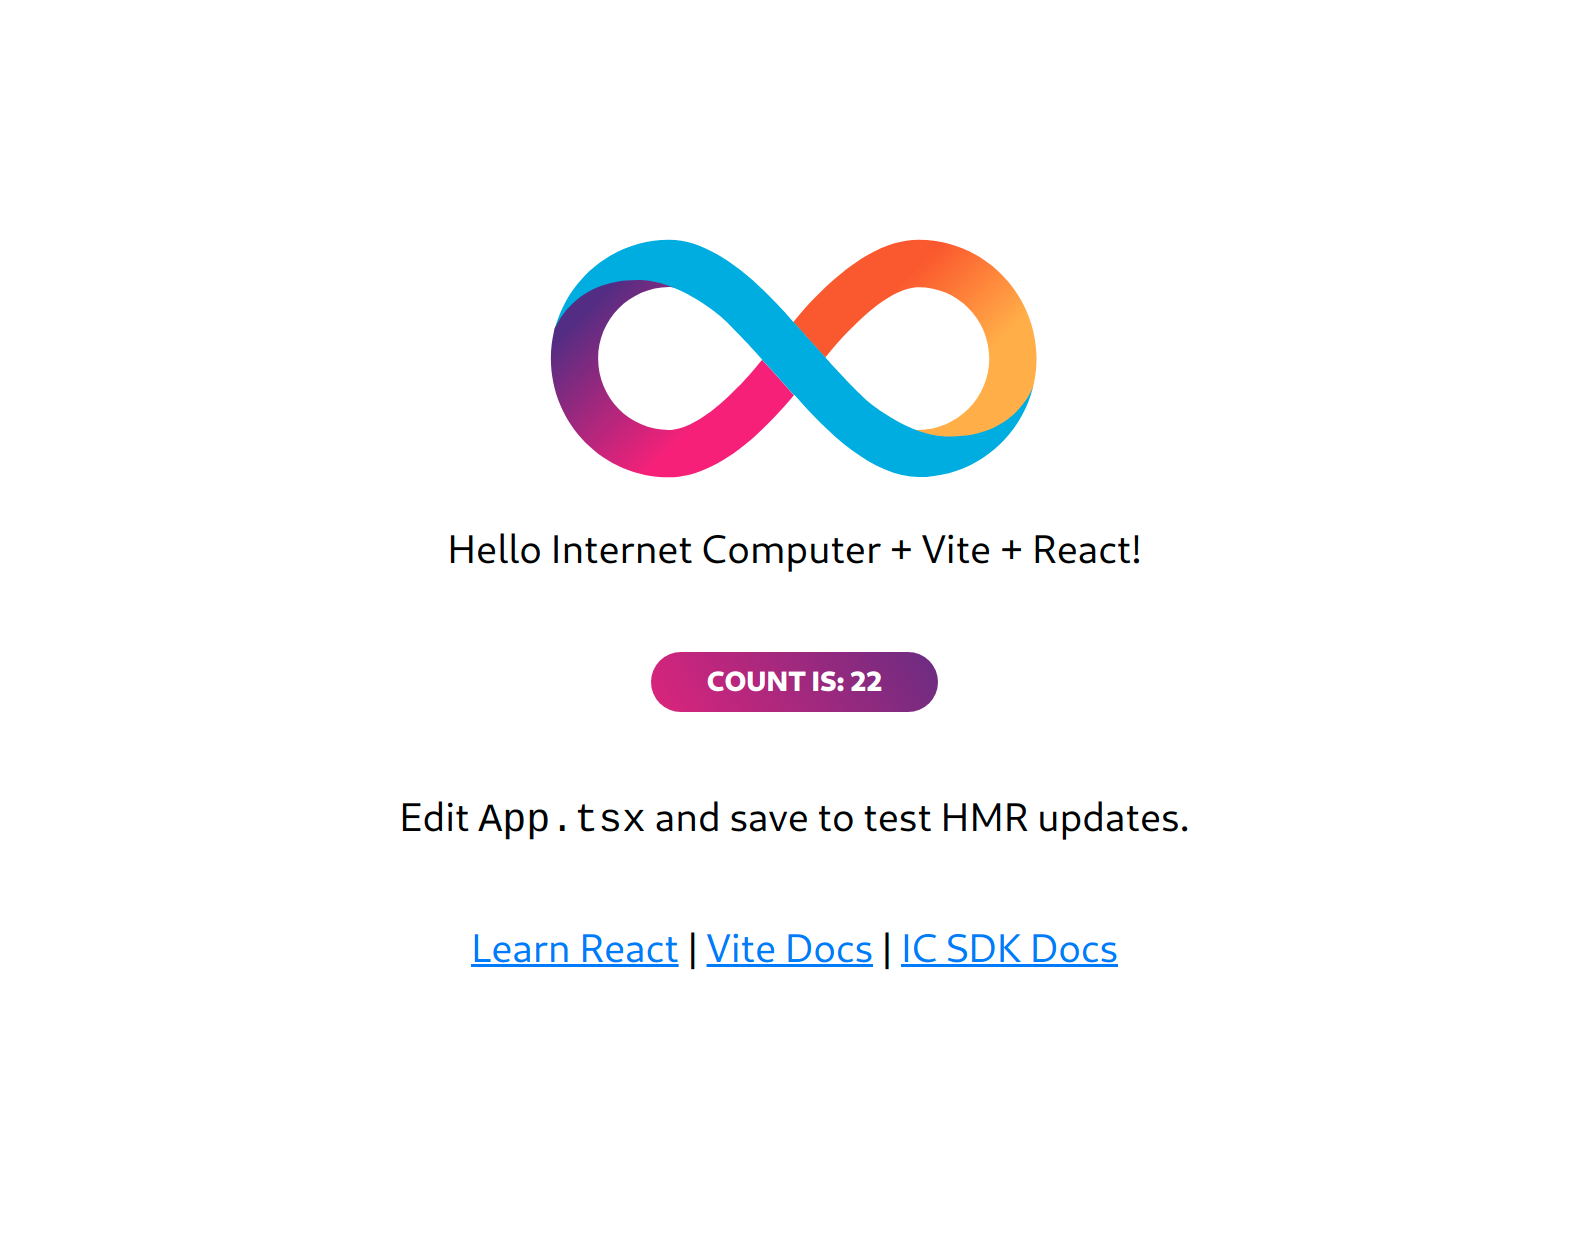 Hello Internet Computer + Vite + React!
COUNT IS: 22
Edit App.tsx and save to test HMR updates.
Learn React | Vite Docs | IC SDK Docs